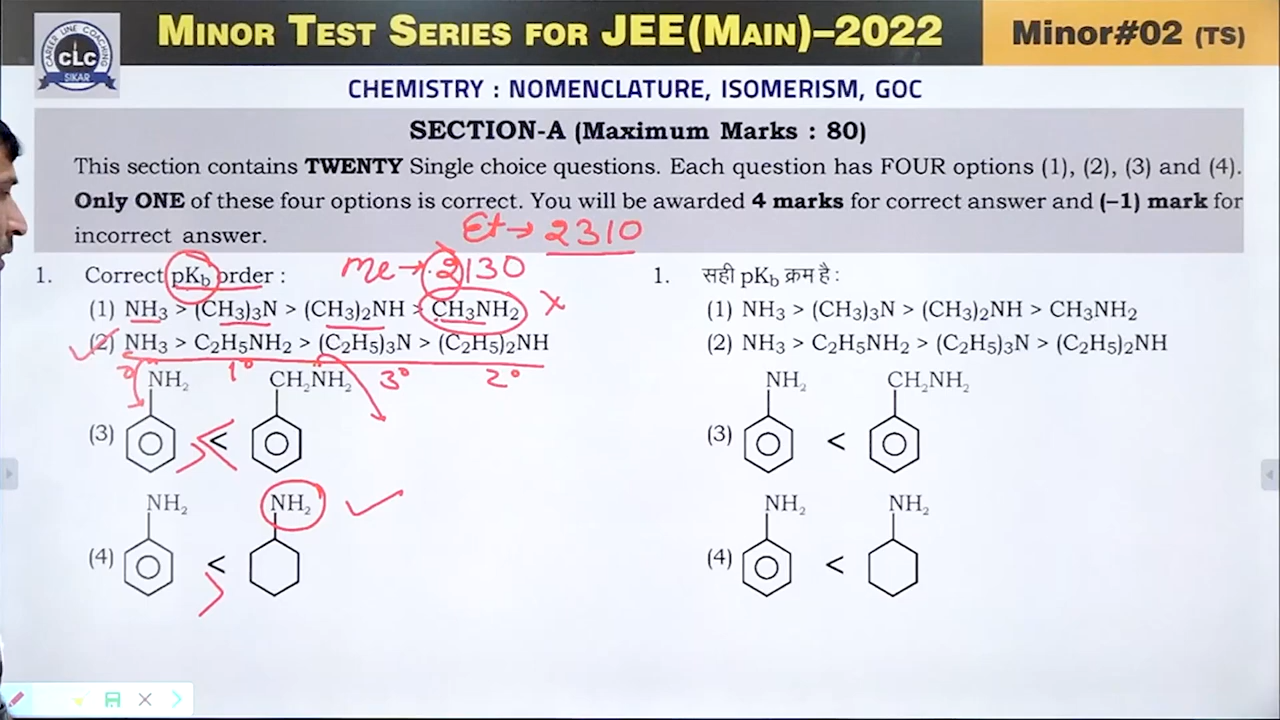 CAREER LINE COACHING
CLC
SIKAR
MINOR TEST SERIES FOR JEE(MAIN)–2022
Minor#02 (TS)
CHEMISTRY : NOMENCLATURE, ISOMERISM, GOC
SECTION-A (Maximum Marks : 80)
This section contains TWENTY Single choice questions. Each question has FOUR options (1), (2), (3) and (4).
Only ONE of these four options is correct. You will be awarded 4 marks for correct answer and (–1) mark for
incorrect answer.
Et → 2310
Me → 2130
1. Correct pKb order :
(1) NH3 > (CH3)3N > (CH3)2NH > CH3NH2
(2) NH3 > C2H5NH2 > (C2H5)3N > (C2H5)2NH
0 1° 3° 2°
NH2 CH2NH2
(3) <
NH2 NH2
(4) <
>
1. सही pKb क्रम है :
(1) NH3 > (CH3)3N > (CH3)2NH > CH3NH2
(2) NH3 > C2H5NH2 > (C2H5)3N > (C2H5)2NH
NH2 CH2NH2
(3) <
NH2 NH2
(4) <